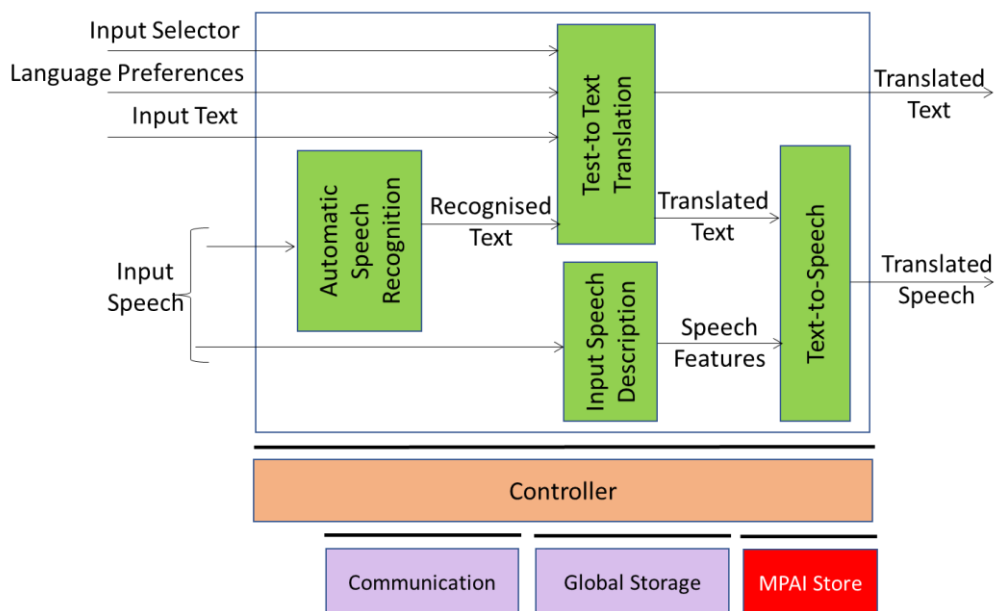 Input Selector
Language Preferences
Input Text
Test-to Text
Translation
Translated
Text
Automatic
Speech
Recognition
Recognised
Text
Translated
Text
Input
Speech
Input Speech
Description
Speech
Features
Text-to-Speech
Translated
Speech
Controller
Communication
Global Storage
MPAI Store